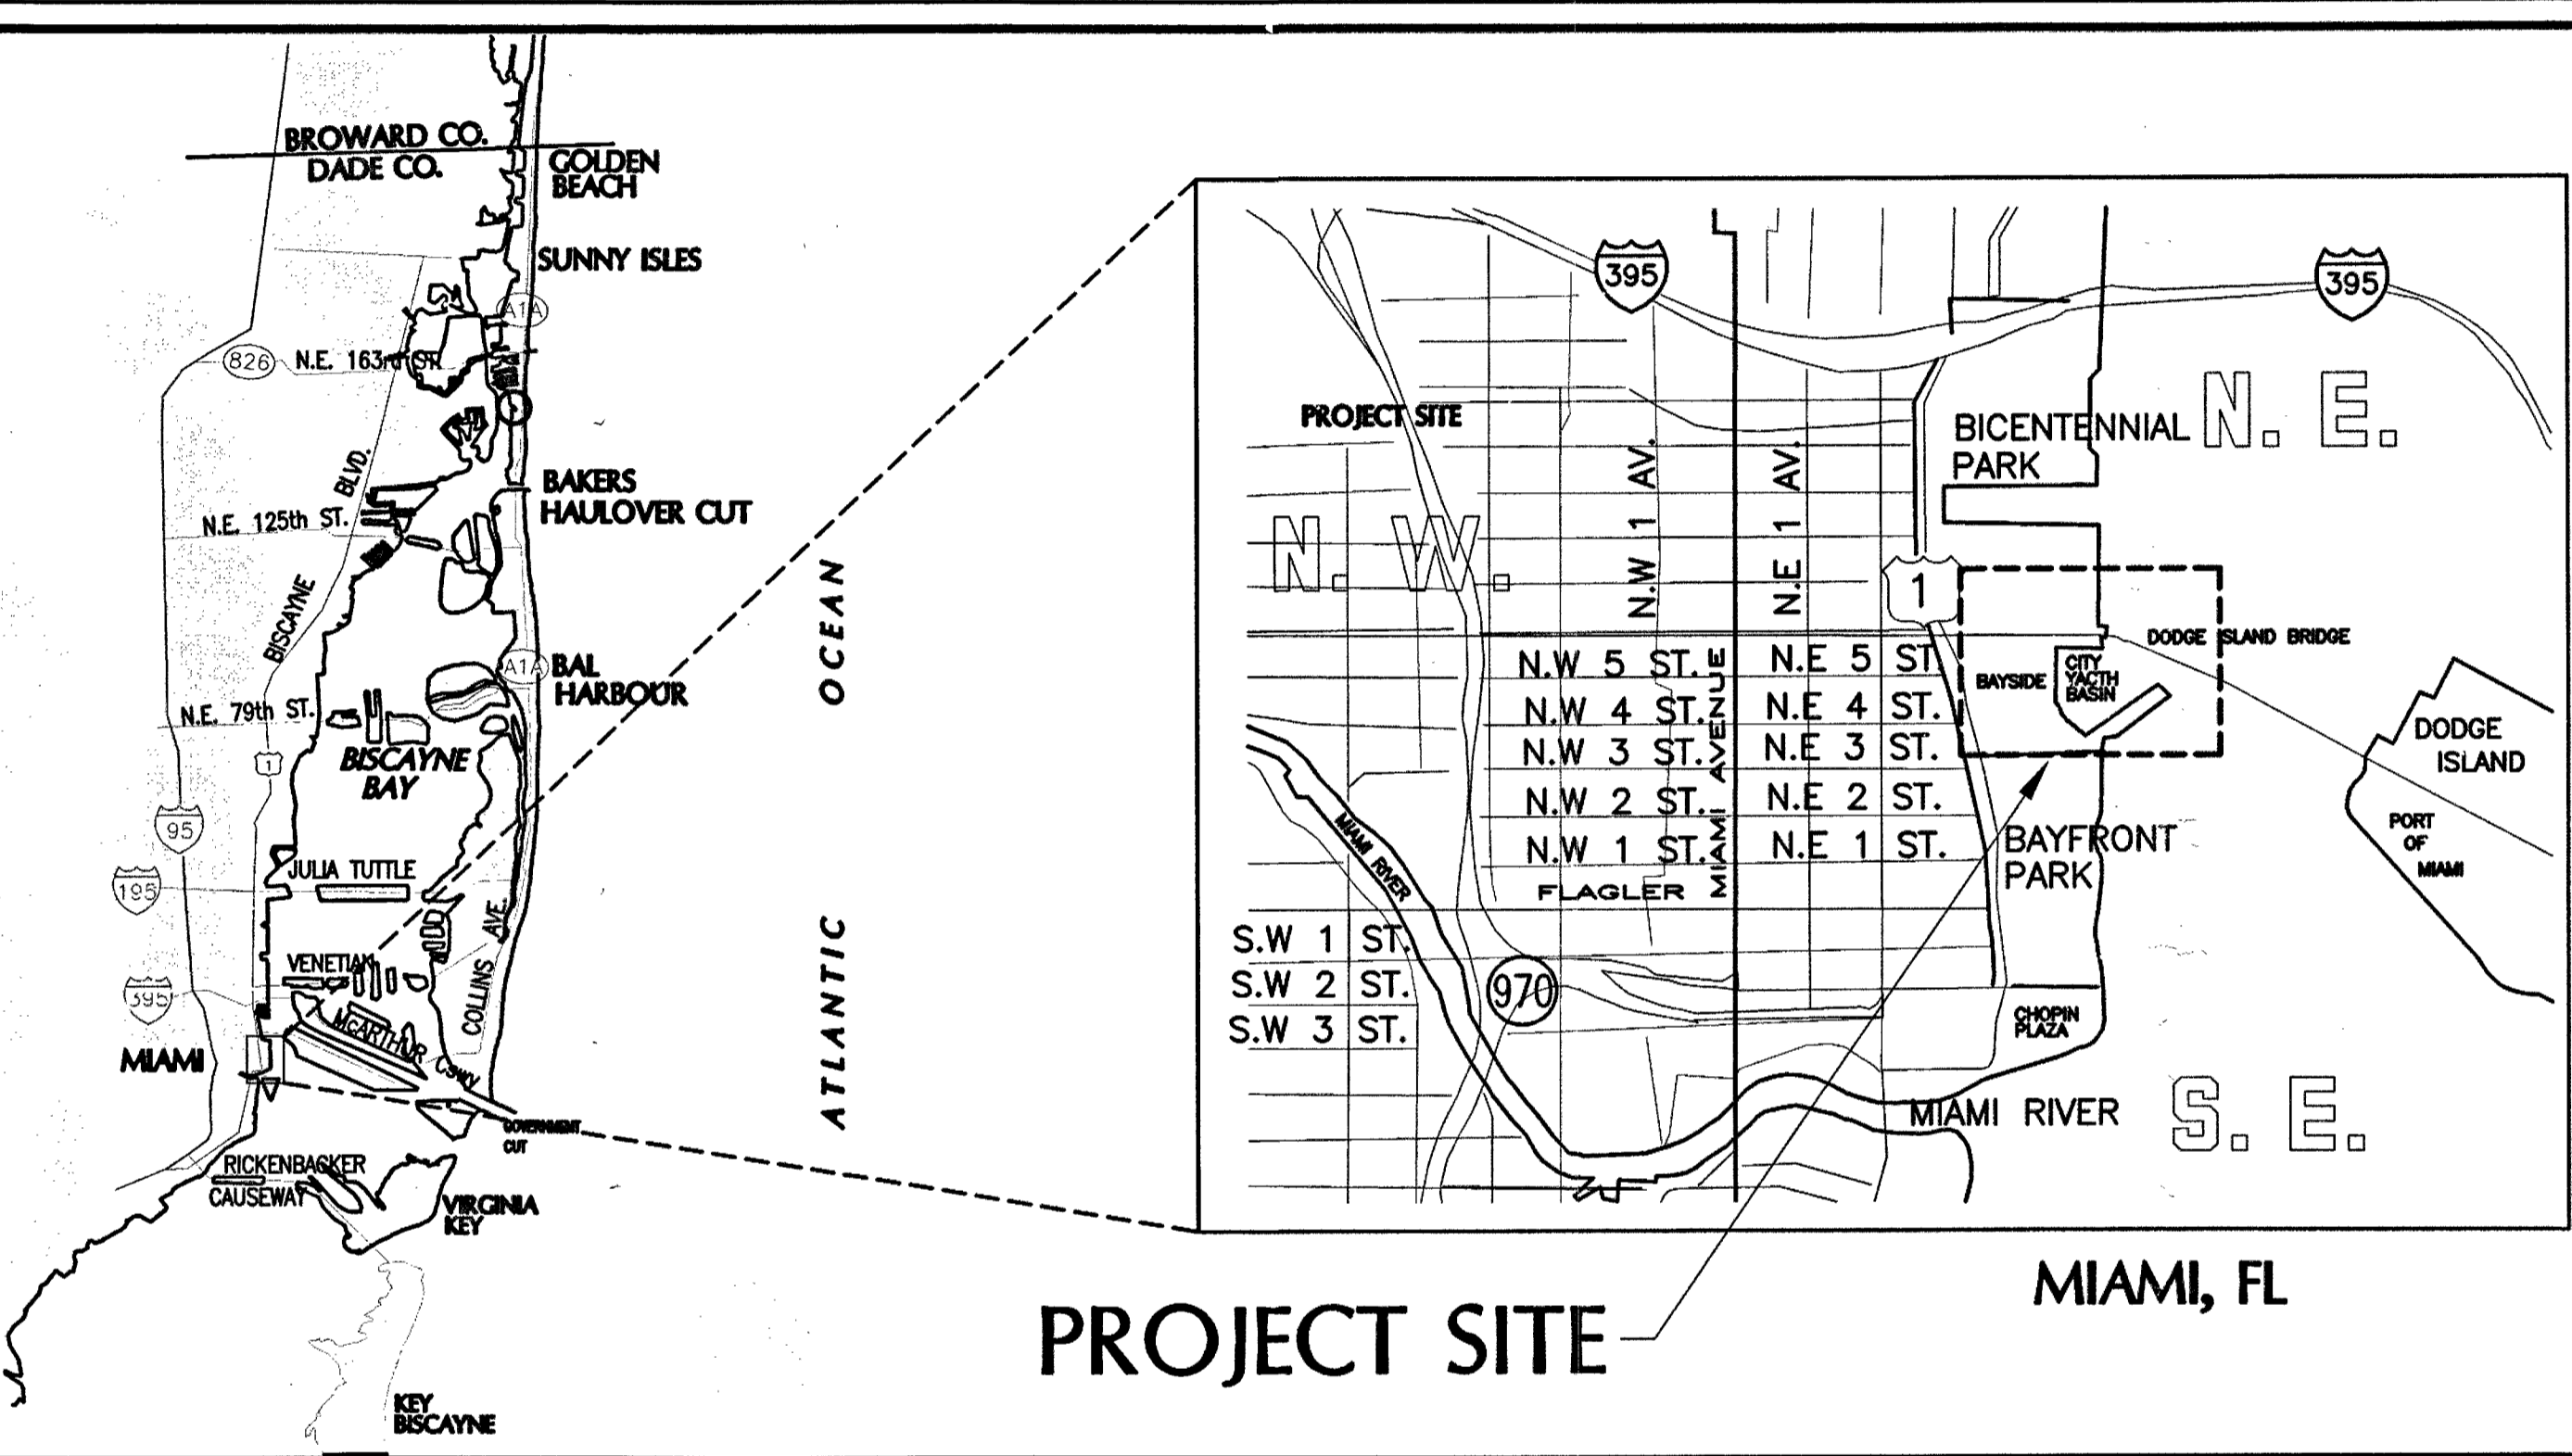 BROWARD CO.
DADE CO.
GOLDEN
BEACH
SUNNY ISLES
A1A
826
N.E. 163rd ST.
BLVD.
BAKERS
HAULOVER CUT
N.E. 125th ST.
BISCAYNE
A1A
BAL
HARBOUR
N.E. 79th ST.
1
BISCAYNE
BAY
95
JULIA TUTTLE
195
AVE.
COLLINS
VENETIAN
395
McARTHUR
CSWY
MIAMI
GOVERNMENT
CUT
RICKENBACKER
CAUSEWAY
VIRGINIA
KEY
KEY
BISCAYNE
ATLANTIC OCEAN
395
395
PROJECT SITE
N.W 1 AV.
N.E 1 AV.
BICENTENNIAL
PARK
N. E.
N. W.
1
DODGE ISLAND BRIDGE
N.W 5 ST.
N.E 5 ST
BAYSIDE
CITY
YACTH
BASIN
N.W 4 ST.
N.E 4 ST.
N.W 3 ST.
N.E 3 ST.
MIAMI AVENUE
DODGE
ISLAND
N.W 2 ST.
N.E 2 ST.
N.W 1 ST.
N.E 1 ST.
BAYFRONT
PARK
PORT
OF
MIAMI
MIAMI RIVER
FLAGLER
S.W 1 ST.
S.W 2 ST.
S.W 3 ST.
970
CHOPIN
PLAZA
MIAMI RIVER
S. E.
MIAMI, FL
PROJECT SITE